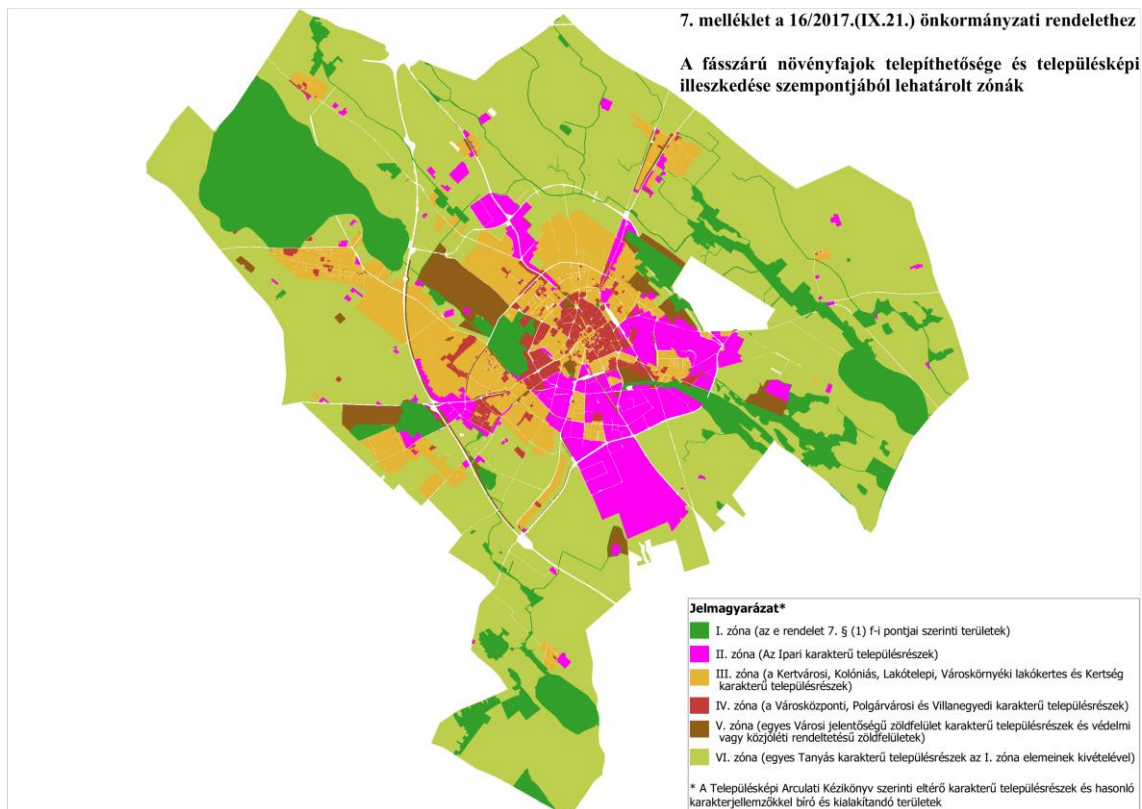 7. melléklet a 16/2017.(IX.21.) önkormányzati rendelethez
A fásszárú növényfajok telepíthetősége és településképi
illeszkedése szempontjából lehatárolt zónák
Jelmagyarázat*
I. zóna (az e rendelet 7. § (1) f-i pontjai szerinti területek)
II. zóna (Az Ipari karakterű településrészek)
III. zóna (a Kertvárosi, Kolóniás, Lakótelepi, Városkörnyéki lakókertes és Kertség
karakterű településrészek)
IV. zóna (a Városközponti, Polgárvárosi és Villanegyedi karakterű településrészek)
V. zóna (egyes Városi jelentőségű zöldfelület karakterű településrészek és védelmi
vagy közjóléti rendeltetésű zöldfelületek)
VI. zóna (egyes Tanyás karakterű településrészek az I. zóna elemeinek kivételével)
* A Településképi Arculati Kézikönyv szerinti eltérő karakterű településrészek és hasonló
karakterjellemzőkkel bíró és kialakítandó területek